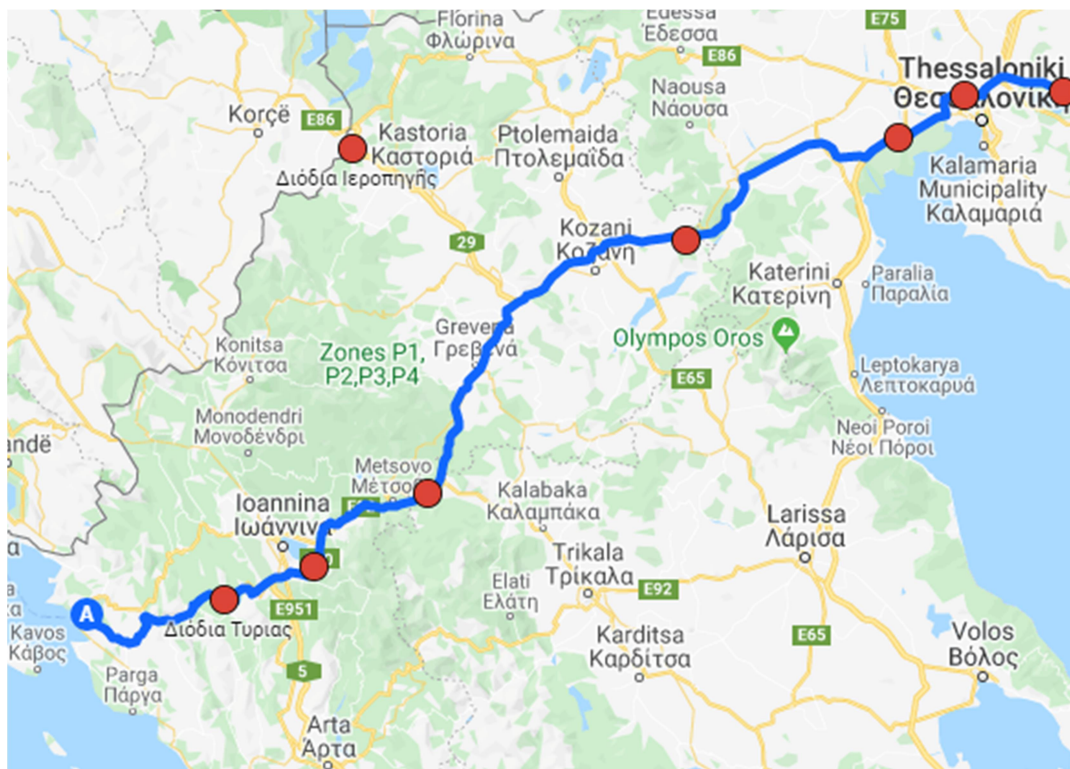 Florina
Φλώρινα
Edessa
Έδεσσα
E75
E86
Thessaloniki
Naousa
Νάουσα
Korçë
E86
Kastoria
Καστοριά
Διόδια Ιεροπηγής
Ptolemaida
Πτολεμαΐδα
Kalamaria
Municipality
Καλαμαριά
29
Kozani
Κοζάνη
Katerini
Κατερίνη
Paralia
Παραλία
Grevena
Γρεβενά
Olympos Oros
Konitsa
Κόνιτσα
Zones P1,
P2,P3,P4
E65
Leptokarya
Λεπτοκαρυά
Monodendri
Μονοδένδρι
Neoi Poroi
Νέοι Πόροι
andë
Metsovo
Ioannina
Ιωάννινα
Kalabaka
Καλαμπάκα
Larissa
Λάρισα
Trikala
Τρίκαλα
Elati
Ελάτη
E92
A
E951
Διόδια Τυριας
Kavos
Κάβος
E65
Karditsa
Καρδίτσα
Volos
Βόλος
Parga
Πάργα
5
Arta
Άρτα